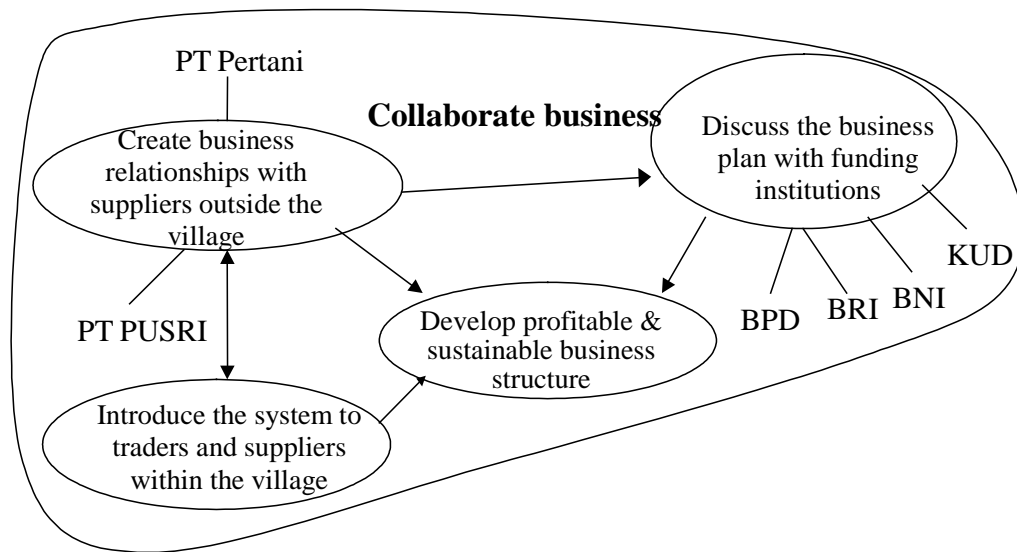 PT Pertani
Collaborate business
Create business
relationships with
suppliers outside the
village
Discuss the business
plan with funding
institutions
KUD
BNI
BRI
BPD
PT PUSRI
Develop profitable &
sustainable business
structure
Introduce the system to
traders and suppliers
within the village